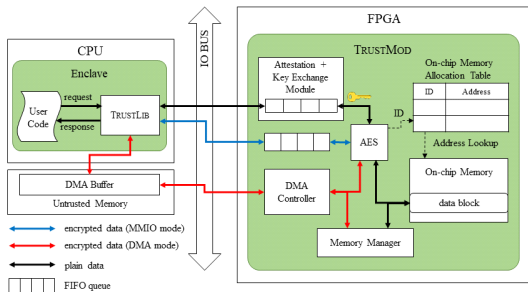 FPGA
CPU
IO BUS
TRUSTMOD
Enclave
Attestation +
Key Exchange
Module
On-chip Memory
Allocation Table
ID
Address
request
User
Code
TRUSTLIB
response
ID
AES
Address Lookup
On-chip Memory
data block
DMA Buffer
Untrusted Memory
DMA
Controller
Memory Manager
encrypted data (MMIO mode)
encrypted data (DMA mode)
plain data
FIFO queue